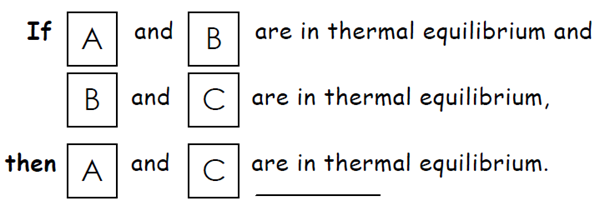 If A and B are in thermal equilibrium and
B and C are in thermal equilibrium,
then A and C are in thermal equilibrium.